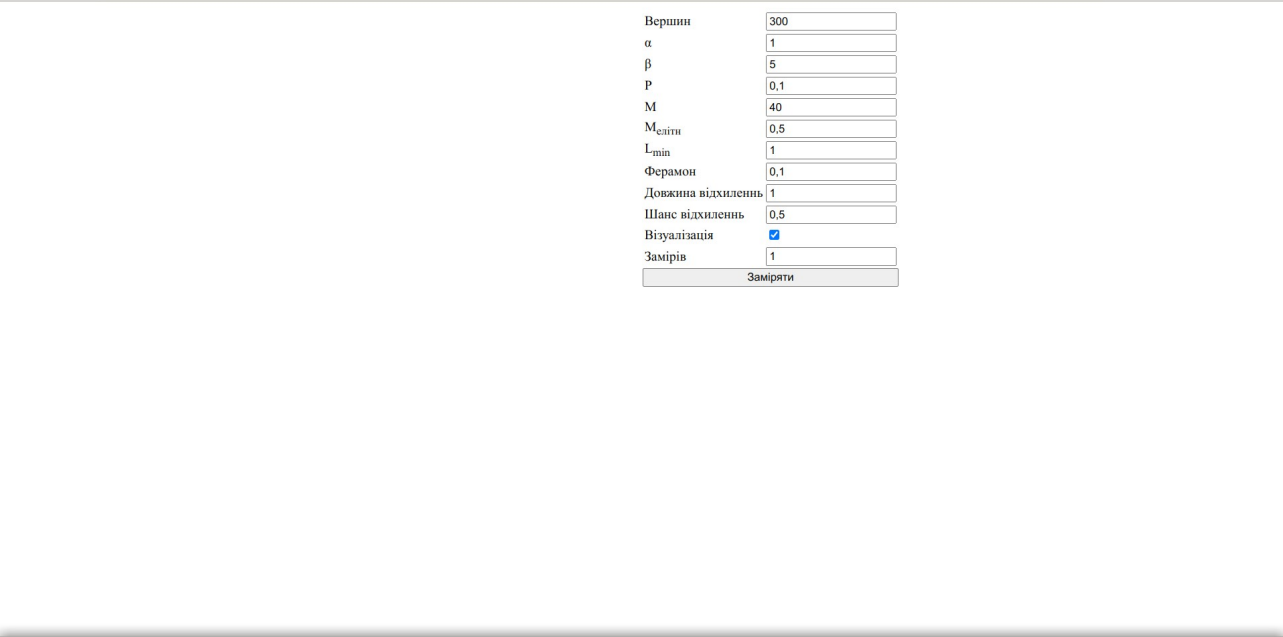 Вершин 300
α 1
β 5
P 0,1
M 40
Mеліти 0,5
Lmin 1
Ферамон 0,1
Довжина відхиленнь 1
Шанс відхиленнь 0,5
Візуалізація
Замірів 1
Заміряти